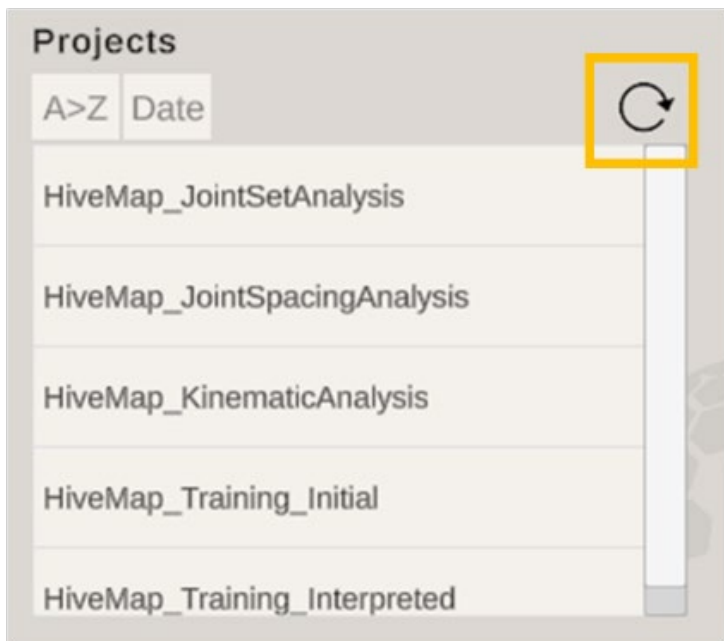 Projects
A>Z Date
HiveMap_JointSetAnalysis
HiveMap_JointSpacingAnalysis
HiveMap_KinematicAnalysis
HiveMap_Training_Initial
HiveMap_Training_Interpreted